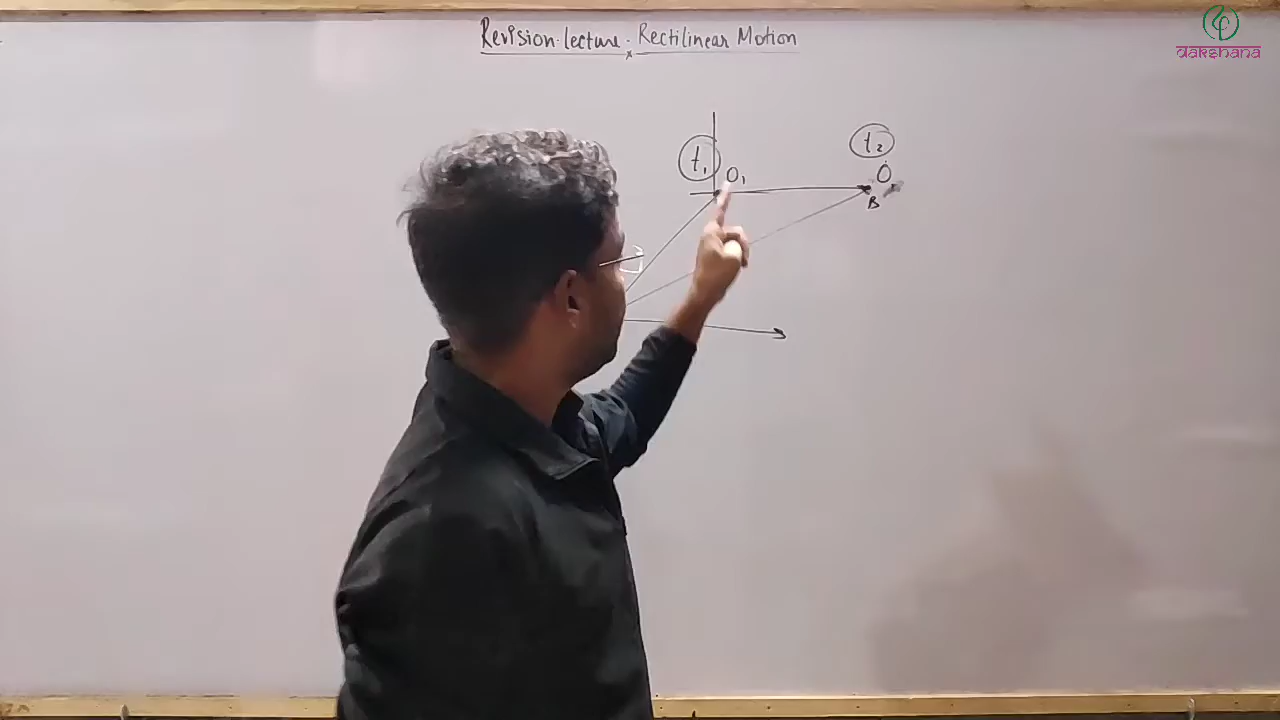 Revision lecture. Rectilinear Motion
dakshana
t₁
t₂
O₁
O
B